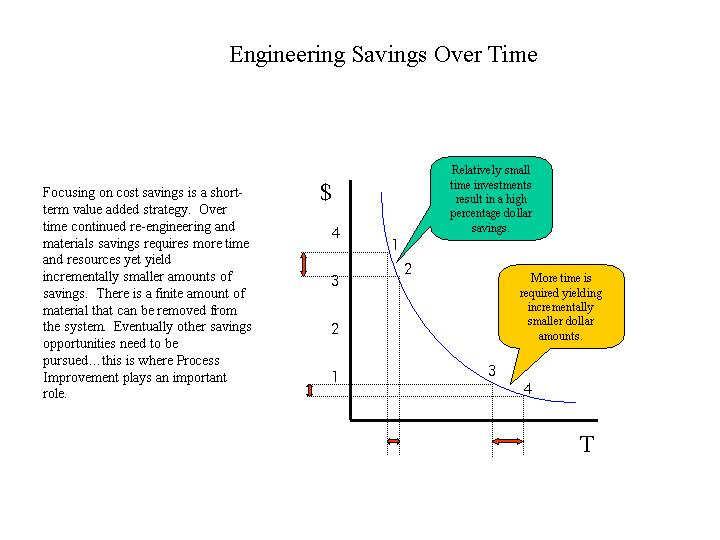 Engineering Savings Over Time
Focusing on cost savings is a short-
term value added strategy.  Over
time continued re-engineering and
materials savings requires more time
and resources yet yield
incrementally smaller amounts of
savings.  There is a finite amount of
material that can be removed from
the system.  Eventually other savings
opportunities need to be
pursued…this is where Process
Improvement plays an important
role.
$
4
3
2
1
Relatively small
time investments
result in a high
percentage dollar
savings.
1
2
More time is
required yielding
incrementally
smaller dollar
amounts.
3
4
T